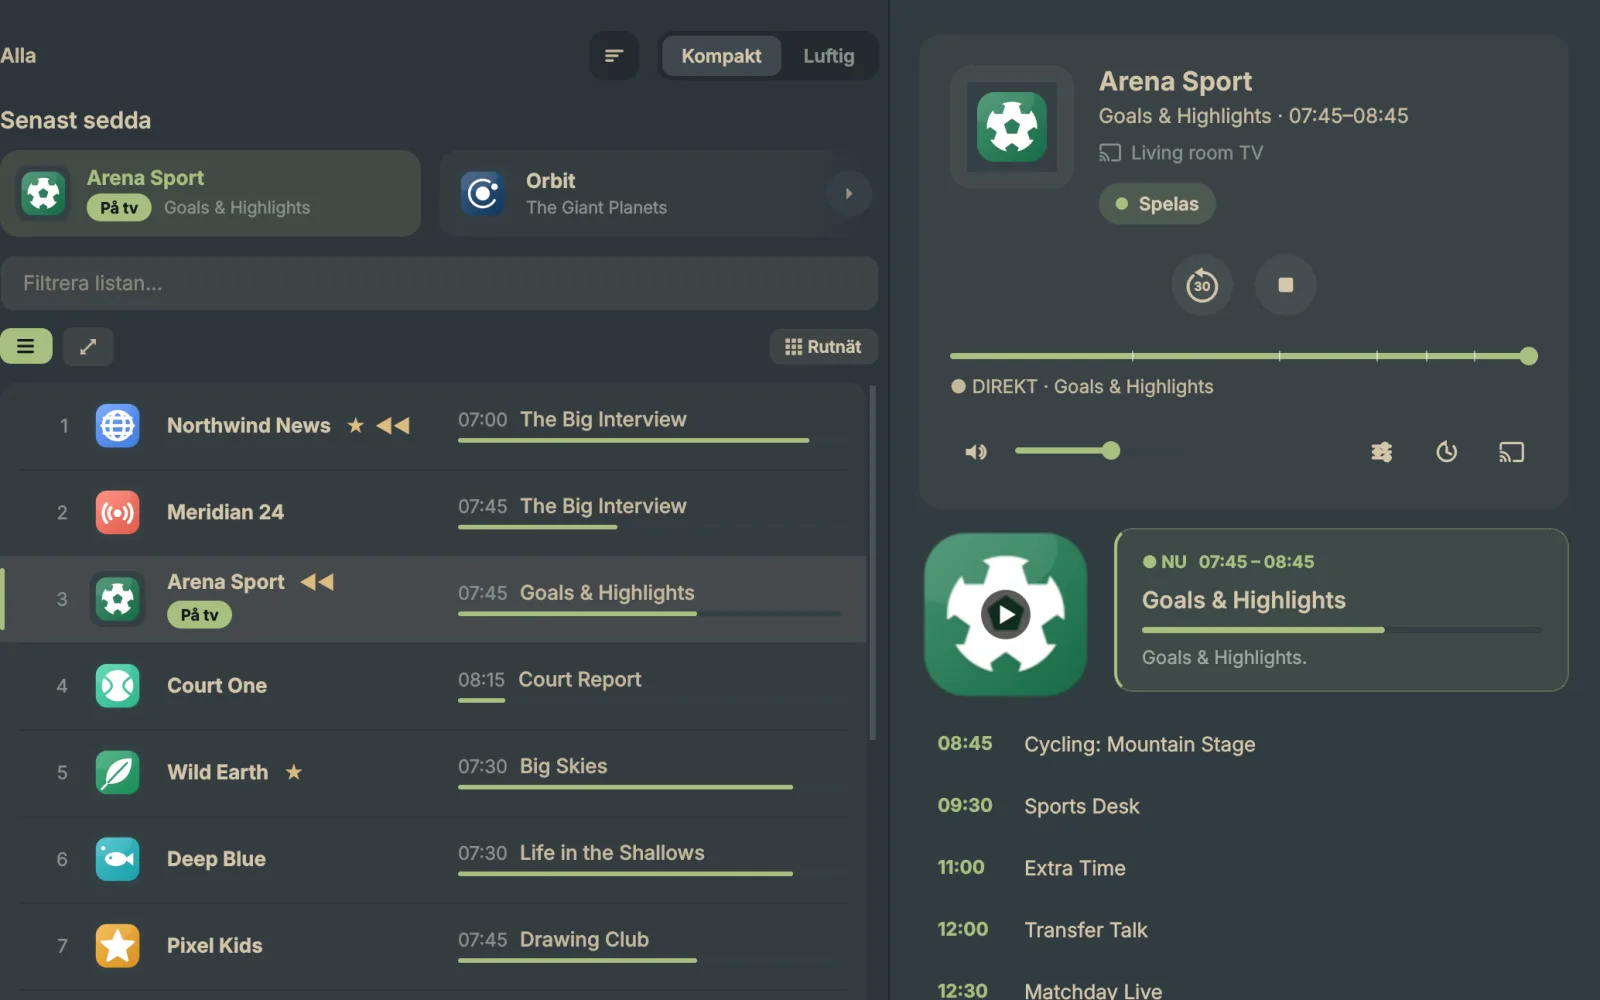 Alla
Kompakt
Luftig
Senast sedda
Arena Sport
På tv
Goals & Highlights
Orbit
The Giant Planets
Filtrera listan...
Rutnät
1
Northwind News
07:00 The Big Interview
2
Meridian 24
07:45 The Big Interview
3
Arena Sport
På tv
07:45 Goals & Highlights
4
Court One
08:15 Court Report
5
Wild Earth
07:30 Big Skies
6
Deep Blue
07:30 Life in the Shallows
7
Pixel Kids
07:45 Drawing Club
Arena Sport
Goals & Highlights · 07:45–08:45
Living room TV
Spelas
30
DIREKT · Goals & Highlights
NU 07:45 – 08:45
Goals & Highlights
Goals & Highlights.
08:45 Cycling: Mountain Stage
09:30 Sports Desk
11:00 Extra Time
12:00 Transfer Talk
12:30 Matchday Live